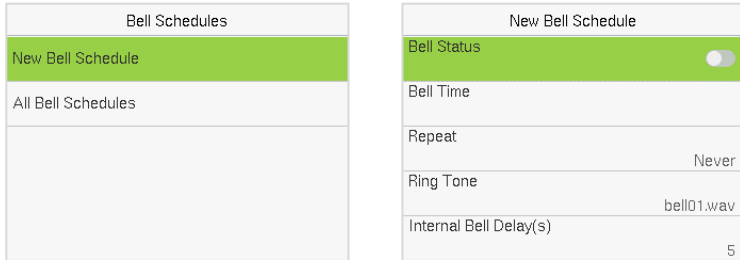 Bell Schedules
New Bell Schedule
All Bell Schedules
New Bell Schedule
Bell Status
Bell Time
Repeat
Never
Ring Tone
bell01.wav
Internal Bell Delay(s)
5